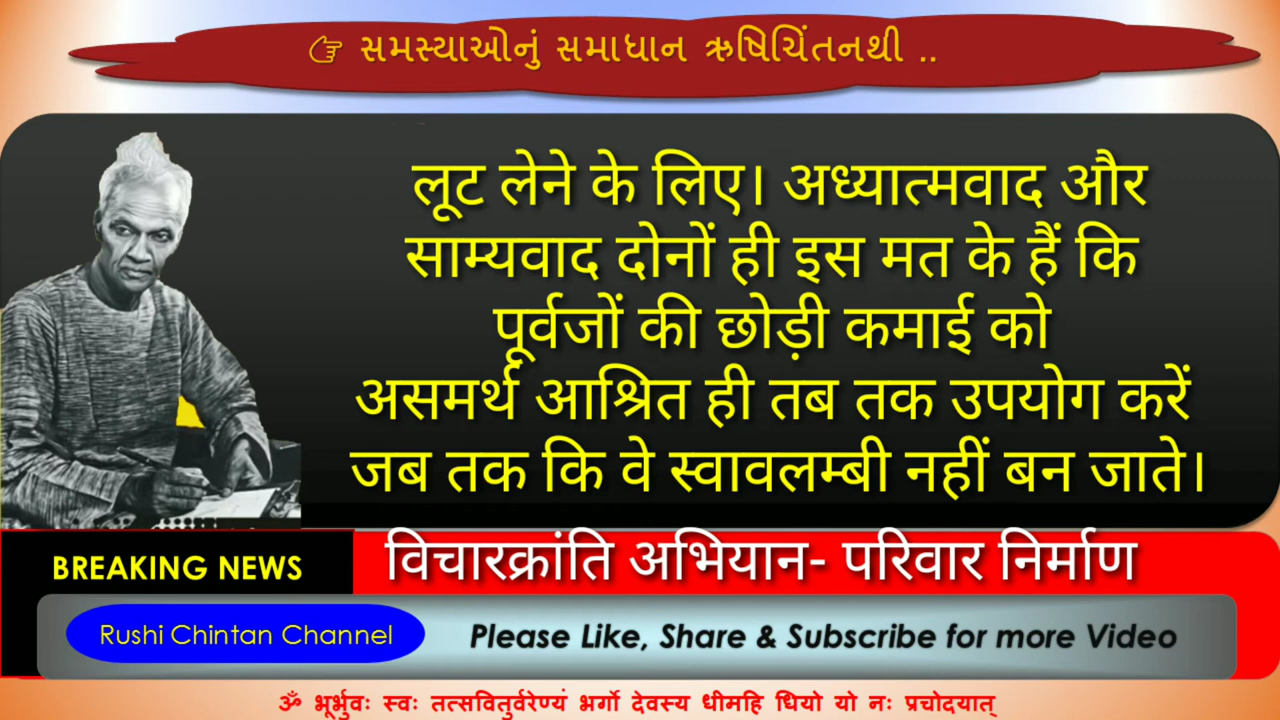 👉 સમસ્યાઓનું સમાધાન ઋષિચિંતનથી ..
लूट लेने के लिए। अध्यात्मवाद और
साम्यवाद दोनों ही इस मत के हैं कि
पूर्वजों की छोड़ी कमाई को
असमर्थ आश्रित ही तब तक उपयोग करें
जब तक कि वे स्वावलम्बी नहीं बन जाते।
BREAKING NEWS
विचारक्रांति अभियान- परिवार निर्माण
Rushi Chintan Channel
Please Like, Share & Subscribe for more Video
ॐ भूर्भुवः स्वः तत्सवितुर्वरेण्यं भर्गो देवस्य धीमहि धियो यो नः प्रचोदयात्